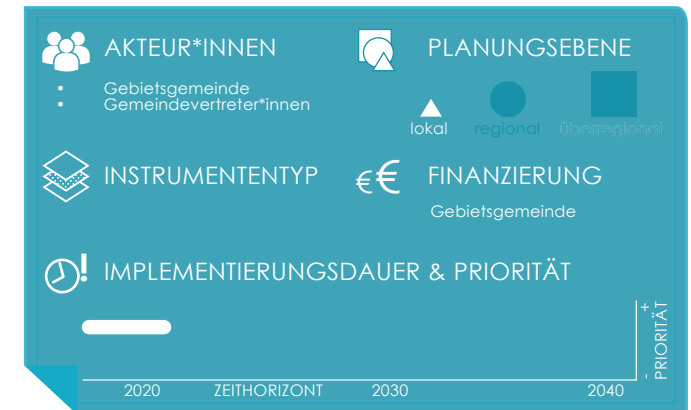 AKTEUR*INNEN
• Gebietsgemeinde
• Gemeindevertreter*innen
PLANUNGSEBENE
lokal regional überregional
INSTRUMENTENTYP
€€ FINANZIERUNG
Gebietsgemeinde
! IMPLEMENTIERUNGSDAUER & PRIORITÄT
- PRIORITÄT +
2020 ZEITHORIZONT 2030 2040